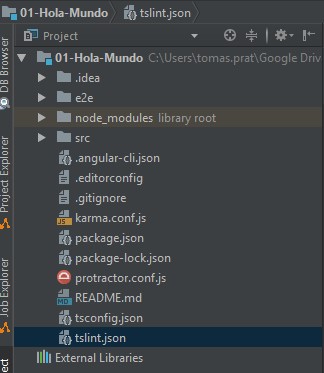 01-Hola-Mundo tslint.json
Project
01-Hola-Mundo C:\Users\tomas.prat\Google Driv
.idea
e2e
node_modules library root
src
.angular-cli.json
.editorconfig
.gitignore
karma.conf.js
package.json
package-lock.json
protractor.conf.js
README.md
tsconfig.json
tslint.json
External Libraries
Project
DB Browser
Project Explorer
Job Explorer